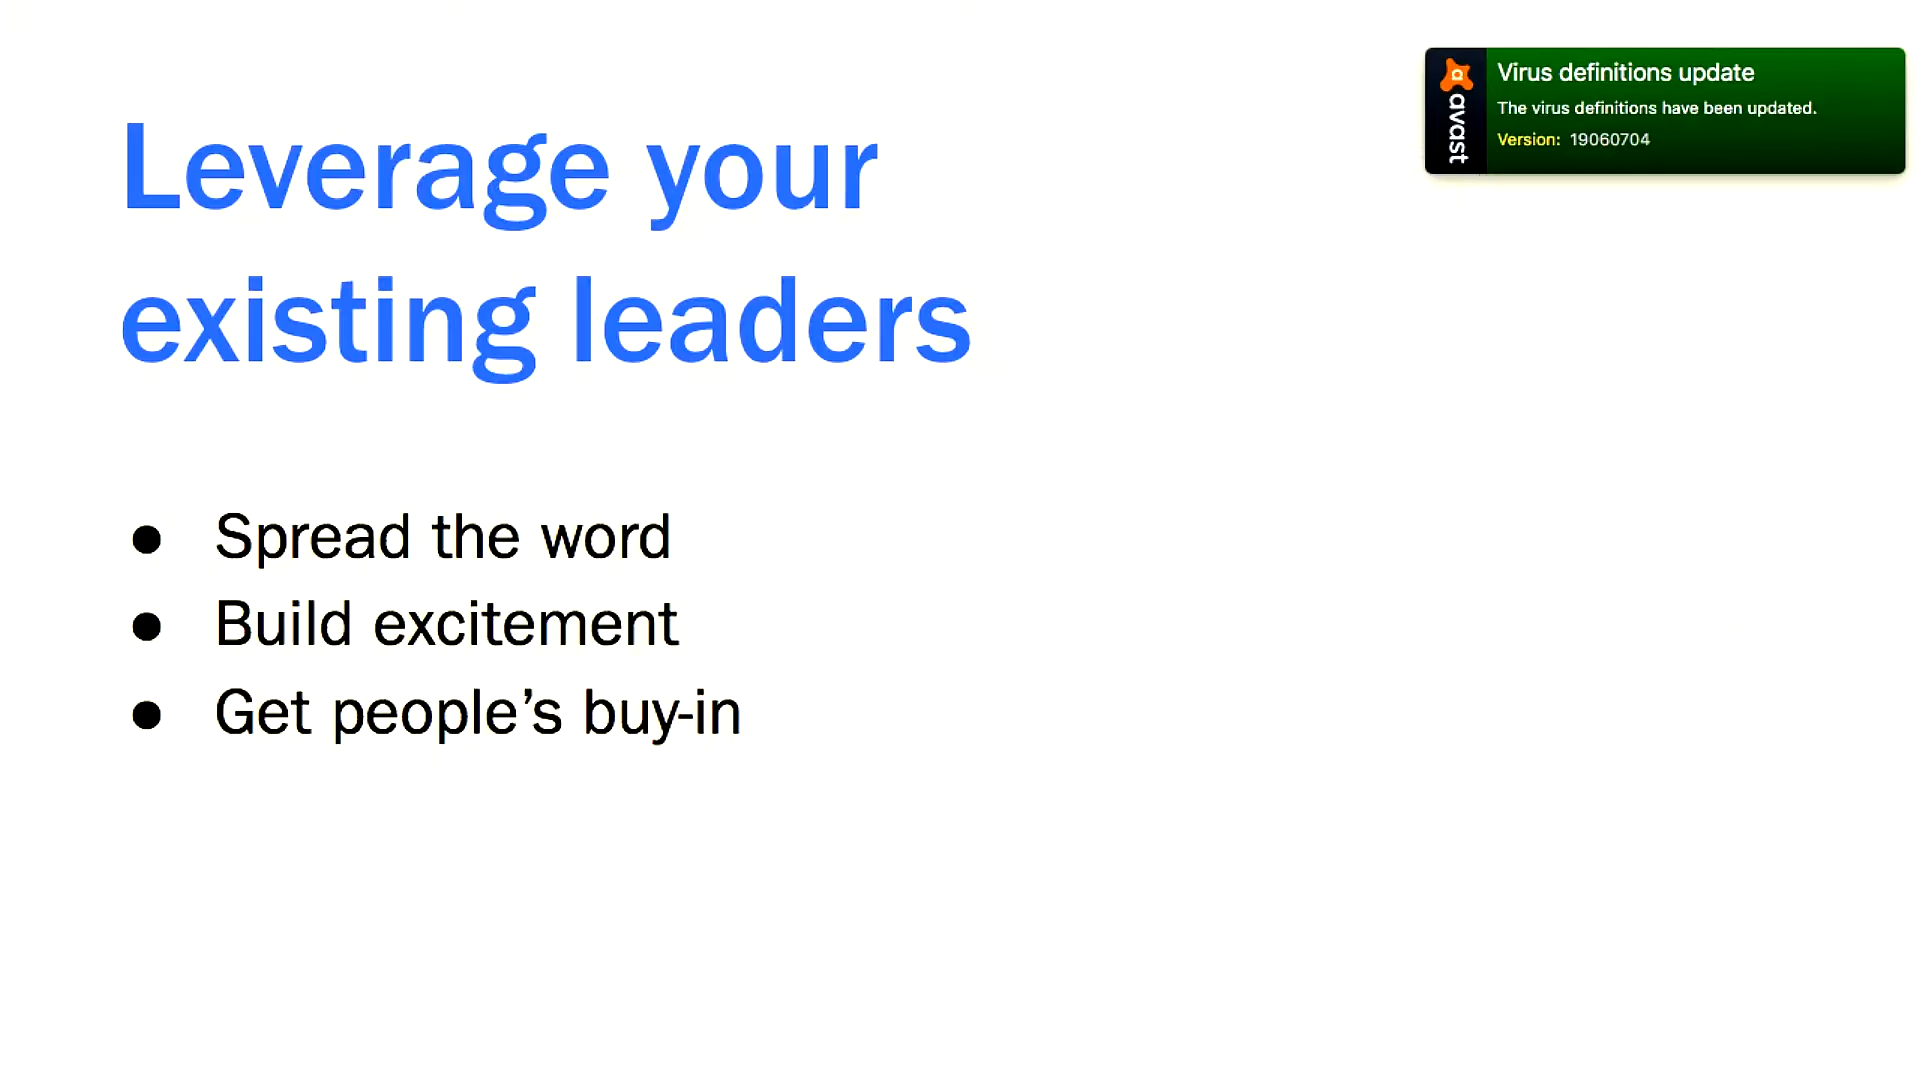 Leverage your
existing leaders
● Spread the word
● Build excitement
● Get people’s buy-in
avast
Virus definitions update
The virus definitions have been updated.
Version: 19060704